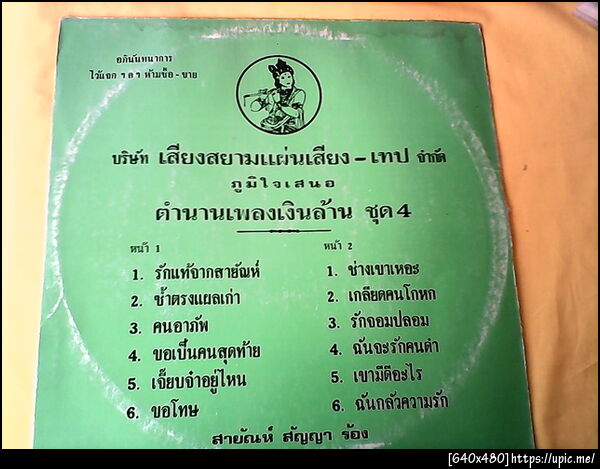 อภินันทนาการ
ไว้แจก ฯลฯ ห้ามซื้อ-ขาย
บริษัท เสียงสยามแผ่นเสียง-เทป จำกัด
ภูมิใจเสนอ
ตำนานเพลงเงินล้าน ชุด 4
หน้า 1
1. รักแท้จากสายัณห์
2. ช้ำตรงแผลเก่า
3. คนอาภัพ
4. ขอเป็นคนสุดท้าย
5. เจี๊ยบจ๋าอยู่ไหน
6. ขอโทษ
หน้า 2
1. ช่างเขาเหอะ
2. เกลียดคนโกหก
3. รักจอมปลอม
4. ฉันจะรักคนดำ
5. เขามีดีอะไร
6. ฉันกลัวความรัก
สายัณห์ สัญญา ร้อง
[640x480]https://upic.me/